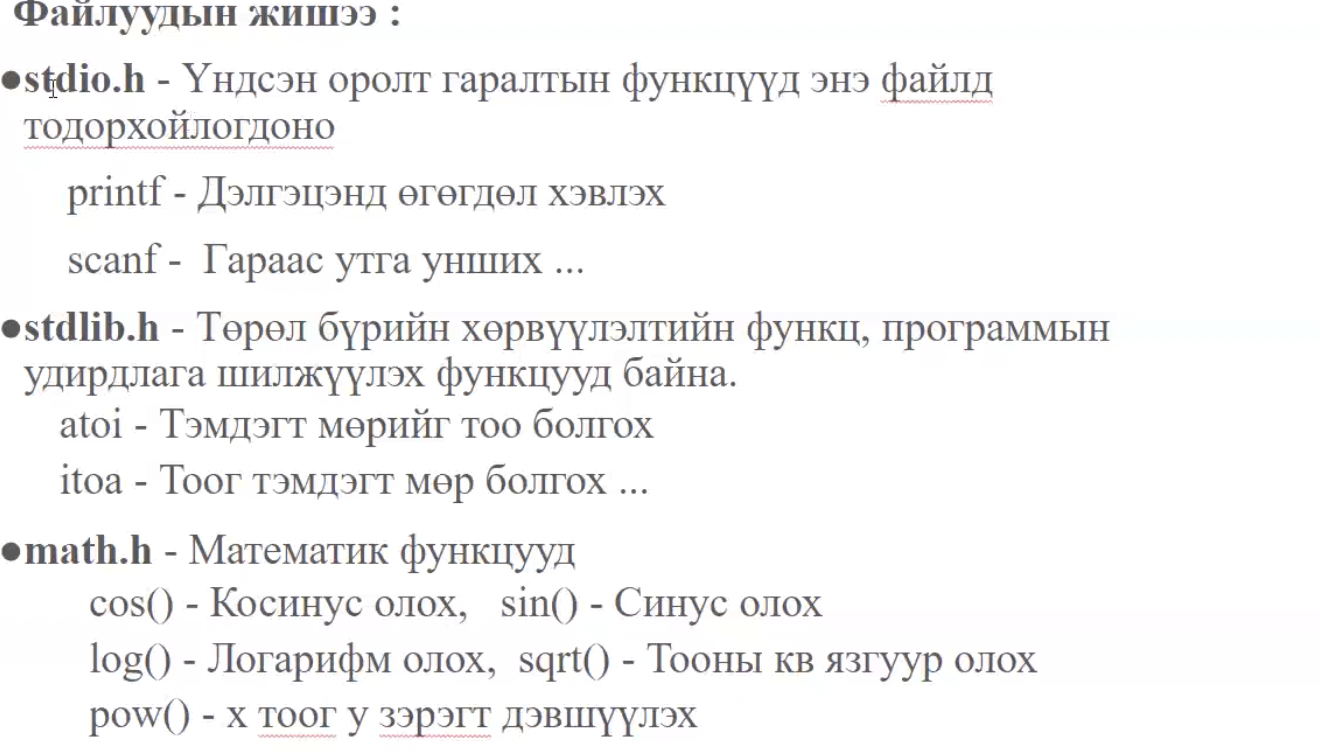 Файлуудын жишээ :
●stdio.h - Үндсэн оролт гаралтын функцүүд энэ файлд
тодорхойлогдоно
printf - Дэлгэцэнд өгөгдөл хэвлэх
scanf -  Гараас утга унших ...
●stdlib.h - Төрөл бүрийн хөрвүүлэлтийн функц, программын
удирдлага шилжүүлэх функцууд байна.
atoi - Тэмдэгт мөрийг тоо болгох
itoa - Тоог тэмдэгт мөр болгох ...
●math.h - Математик функцууд
cos() - Косинус олох,   sin() - Синус олох
log() - Логарифм олох,  sqrt() - Тооны кв язгуур олох
pow() - x тоог y зэрэгт дэвшүүлэх